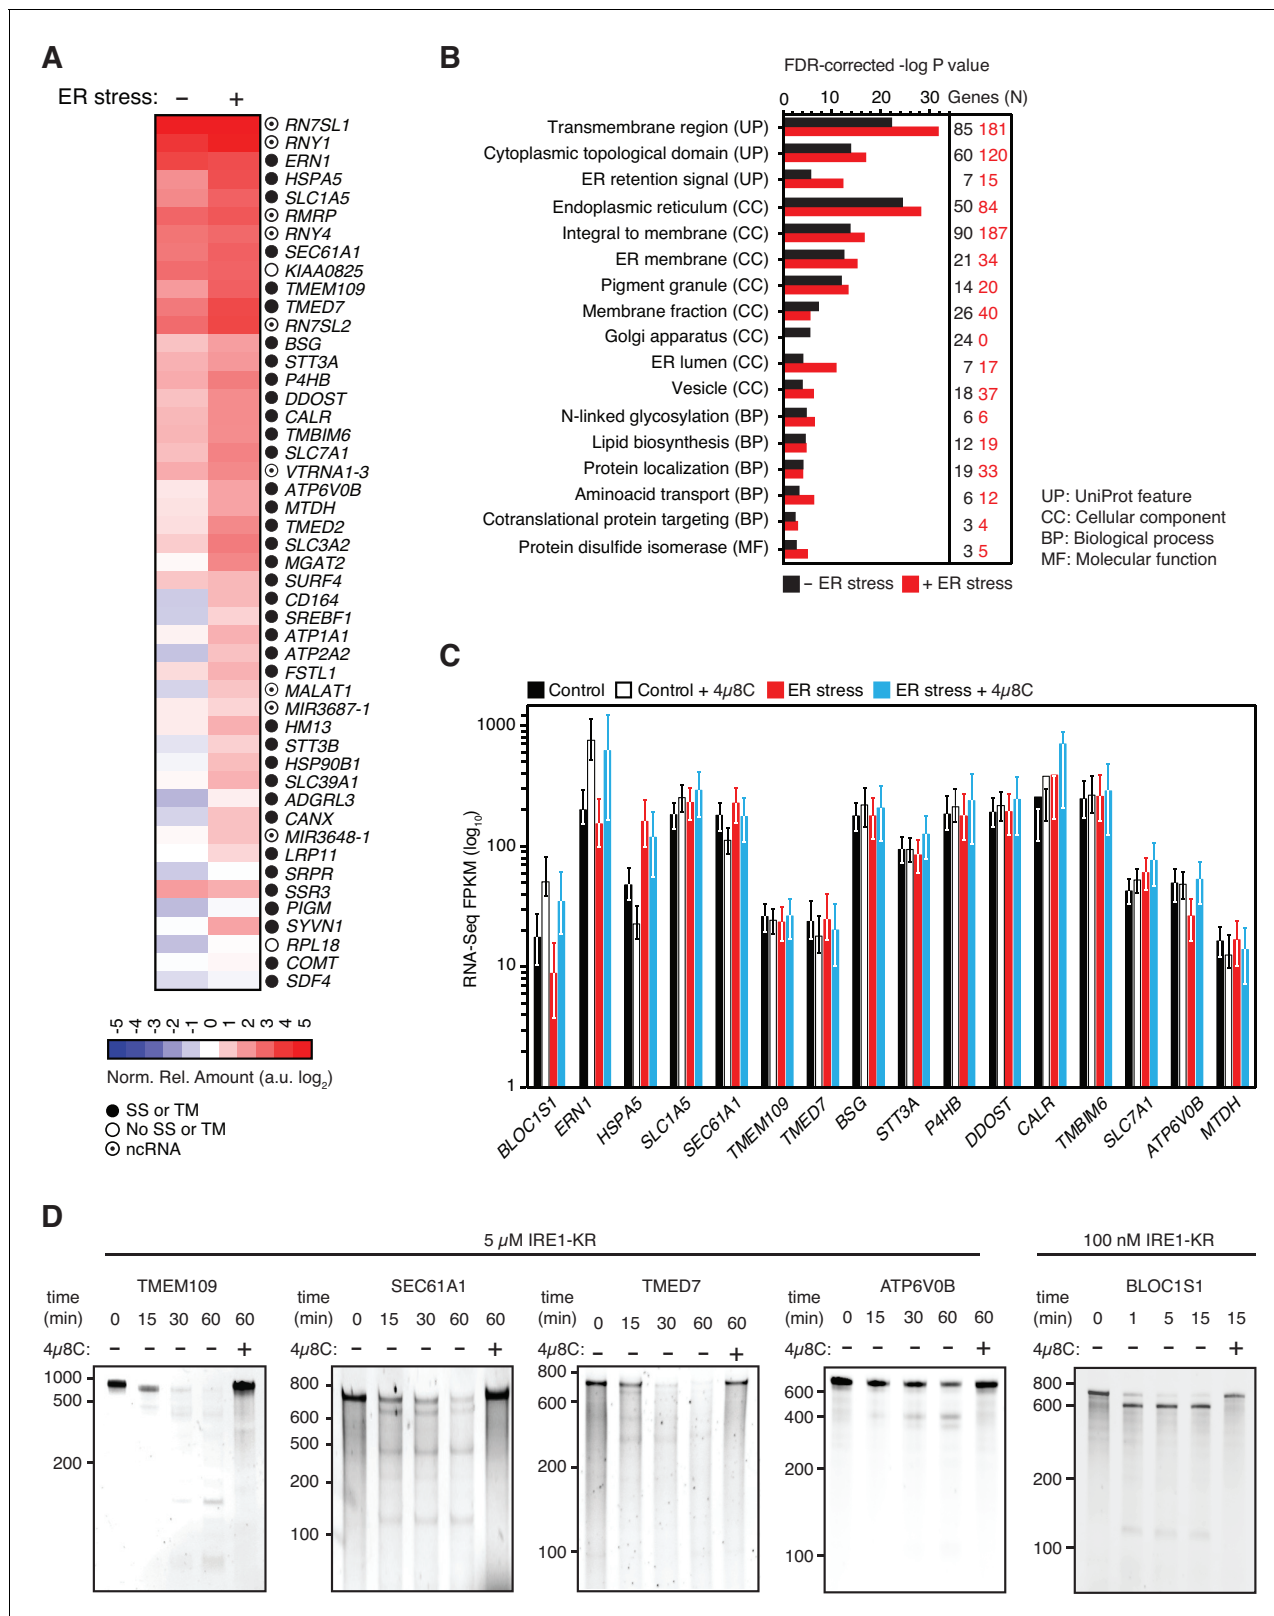 A
ER stress: − +
RN7SL1
RNY1
ERN1
HSPA5
SLC1A5
RMRP
RNY4
SEC61A1
KIAA0825
TMEM109
TMED7
RN7SL2
BSG
STT3A
P4HB
DDOST
CALR
TMBIM6
SLC7A1
VTRNA1-3
ATP6V0B
MTDH
TMED2
SLC3A2
MGAT2
SURF4
CD164
SREBF1
ATP1A1
ATP2A2
FSTL1
MALAT1
MIR3687-1
HM13
STT3B
HSP90B1
SLC39A1
ADGRL3
CANX
MIR3648-1
LRP11
SRPR
SSR3
PIGM
SYVN1
RPL18
COMT
SDF4
-5 -4 -3 -2 -1 0 1 2 3 4 5
Norm. Rel. Amount (a.u. log2)
SS or TM
No SS or TM
ncRNA
B
FDR-corrected -log P value
0 10 20 30 Genes (N)
Transmembrane region (UP) 85 181
Cytoplasmic topological domain (UP) 60 120
ER retention signal (UP) 7 15
Endoplasmic reticulum (CC) 50 84
Integral to membrane (CC) 90 187
ER membrane (CC) 21 34
Pigment granule (CC) 14 20
Membrane fraction (CC) 26 40
Golgi apparatus (CC) 24 0
ER lumen (CC) 7 17
Vesicle (CC) 18 37
N-linked glycosylation (BP) 6 6
Lipid biosynthesis (BP) 12 19
Protein localization (BP) 19 33
Aminoacid transport (BP) 6 12
Cotranslational protein targeting (BP) 3 4
Protein disulfide isomerase (MF) 3 5
− ER stress + ER stress
UP: UniProt feature
CC: Cellular component
BP: Biological process
MF: Molecular function
C
Control Control + 4µ8C ER stress ER stress + 4µ8C
RNA-Seq FPKM (log10)
1000
100
10
1
BLOC1S1 ERN1 HSPA5 SLC1A5 SEC61A1 TMEM109 TMED7 BSG STT3A P4HB DDOST CALR TMBIM6 SLC7A1 ATP6V0B MTDH
D
5 µM IRE1-KR
100 nM IRE1-KR
TMEM109
time (min) 0 15 30 60 60
4µ8C: − − − − +
1000
500
200
SEC61A1
time (min) 0 15 30 60 60
4µ8C: − − − − +
800
600
500
200
100
TMED7
time (min) 0 15 30 60 60
4µ8C: − − − − +
800
600
200
100
ATP6V0B
time (min) 0 15 30 60 60
4µ8C: − − − − +
600
400
200
100
BLOC1S1
time (min) 0 1 5 15 15
4µ8C: − − − − +
800
600
200
100